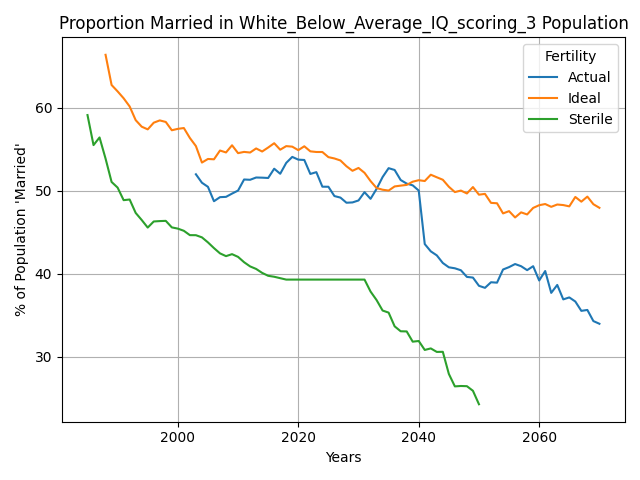 Proportion Married in White_Below_Average_IQ_scoring_3 Population
% of Population 'Married'
60
50
40
30
Fertility
Actual
Ideal
Sterile
2000
2020
2040
2060
Years